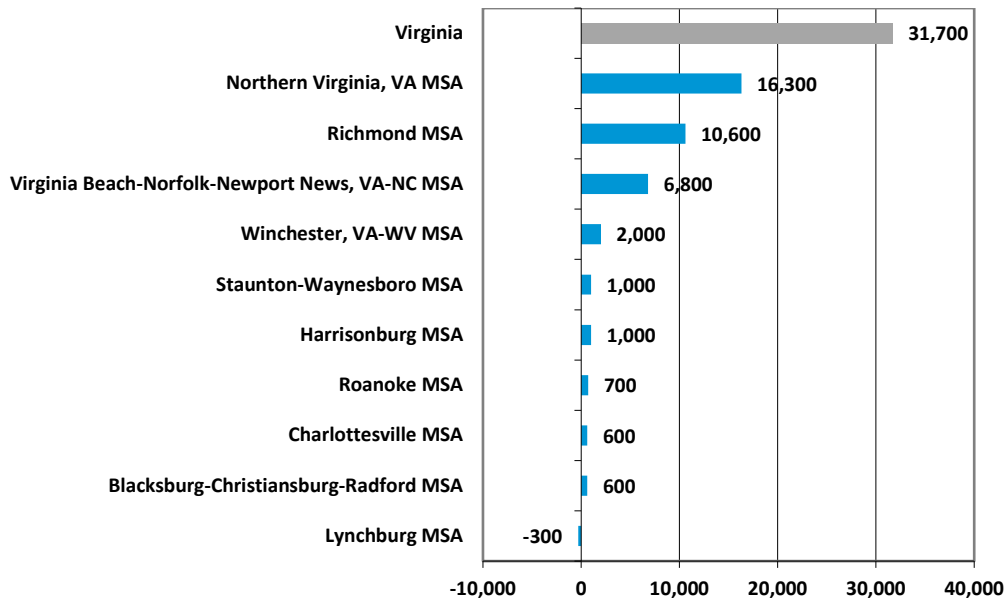 Virginia 31,700
Northern Virginia, VA MSA 16,300
Richmond MSA 10,600
Virginia Beach-Norfolk-Newport News, VA-NC MSA 6,800
Winchester, VA-WV MSA 2,000
Staunton-Waynesboro MSA 1,000
Harrisonburg MSA 1,000
Roanoke MSA 700
Charlottesville MSA 600
Blacksburg-Christiansburg-Radford MSA 600
Lynchburg MSA -300
-10,000 0 10,000 20,000 30,000 40,000